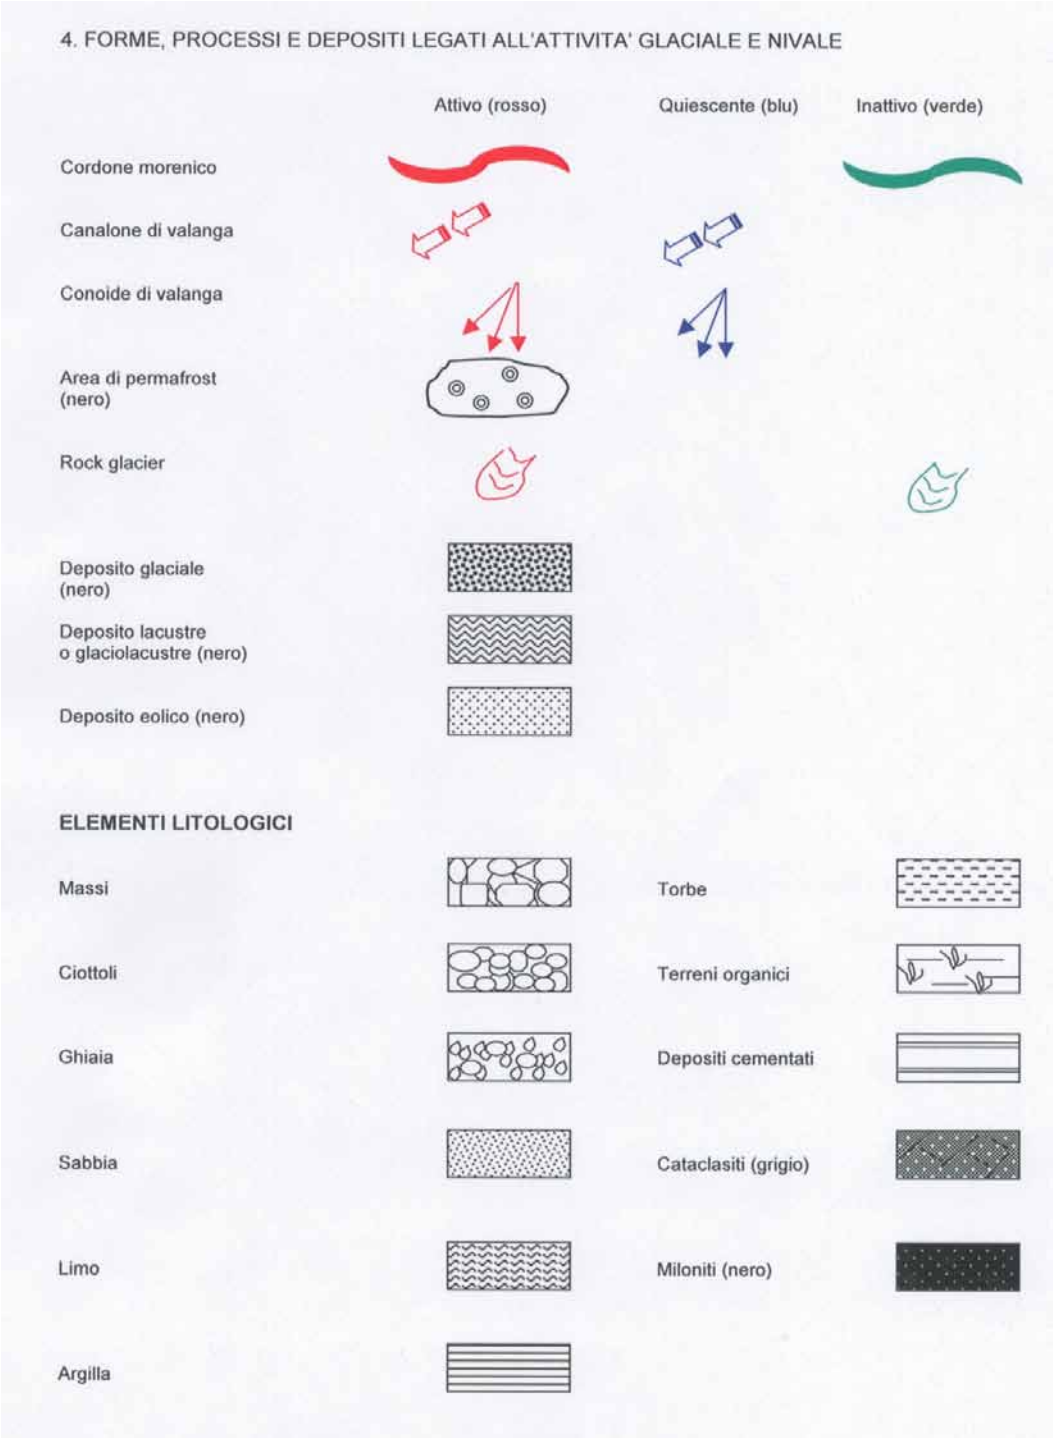 4. FORME, PROCESSI E DEPOSITI LEGATI ALL'ATTIVITA' GLACIALE E NIVALE
Attivo (rosso) Quiescente (blu) Inattivo (verde)
Cordone morenico
Canalone di valanga
Conoide di valanga
Area di permafrost
(nero)
Rock glacier
Deposito glaciale
(nero)
Deposito lacustre
o glaciolacustre (nero)
Deposito eolico (nero)
ELEMENTI LITOLOGICI
Massi Torbe
Ciottoli Terreni organici
Ghiaia Depositi cementati
Sabbia Cataclasiti (grigio)
Limo Miloniti (nero)
Argilla